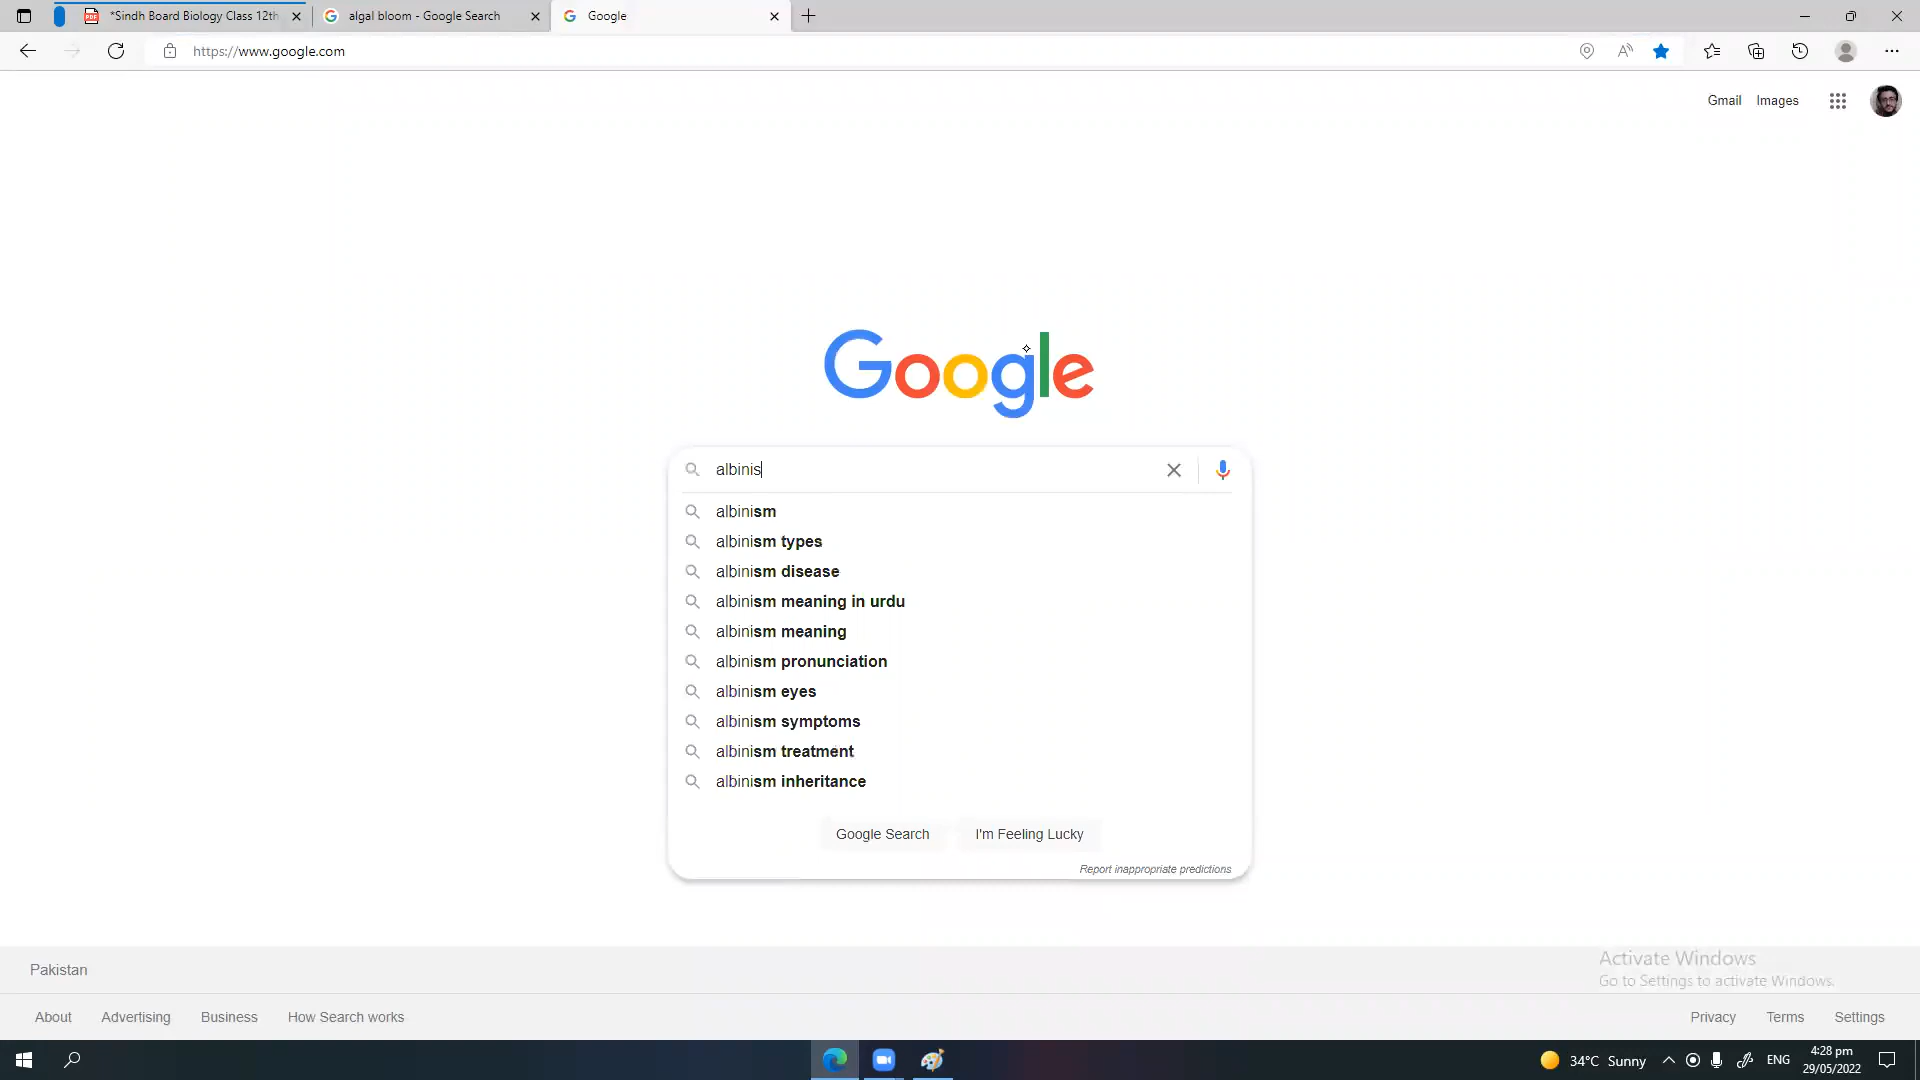 *Sindh Board Biology Class 12th
algal bloom - Google Search
Google
https://www.google.com
Gmail
Images
Google
albinis
albinism
albinism types
albinism disease
albinism meaning in urdu
albinism meaning
albinism pronunciation
albinism eyes
albinism symptoms
albinism treatment
albinism inheritance
Google Search
I'm Feeling Lucky
Report inappropriate predictions
Pakistan
Activate Windows
Go to Settings to activate Windows.
About
Advertising
Business
How Search works
Privacy
Terms
Settings
34°C Sunny
ENG
4:28 pm
29/05/2022